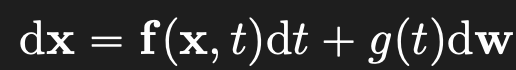 d𝐱 = 𝐟(𝐱, t)dt + g(t)d𝐰